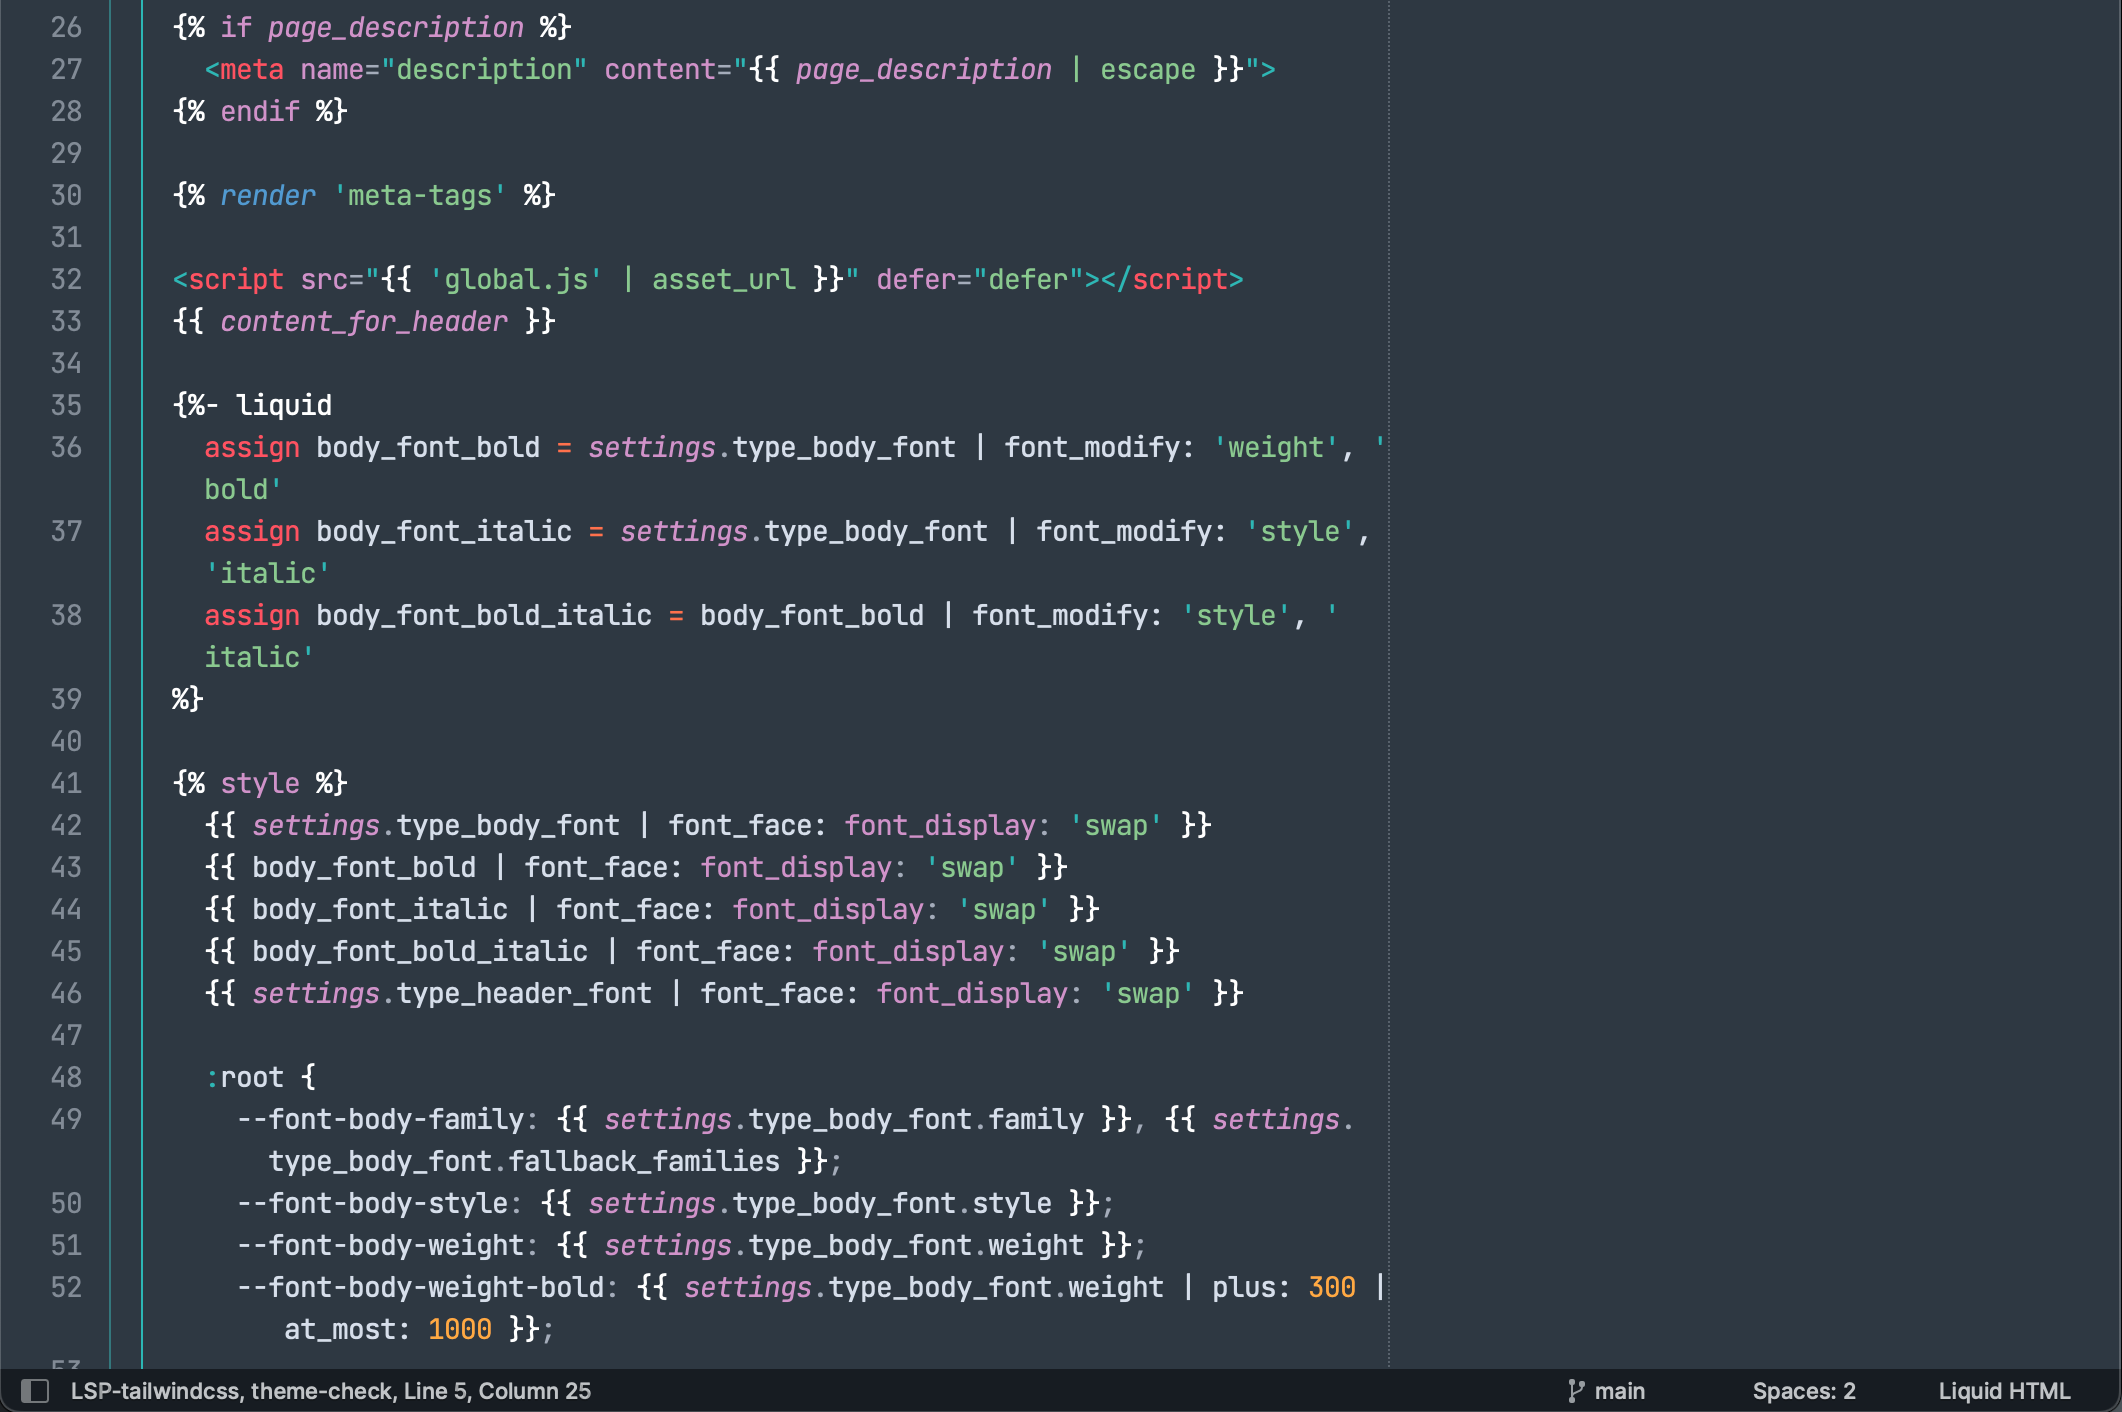 26 {% if page_description %}
27 <meta name="description" content="{{ page_description | escape }}">
28 {% endif %}
29
30 {% render 'meta-tags' %}
31
32 <script src="{{ 'global.js' | asset_url }}" defer="defer"></script>
33 {{ content_for_header }}
34
35 {%- liquid
36 assign body_font_bold = settings.type_body_font | font_modify: 'weight', '
bold'
37 assign body_font_italic = settings.type_body_font | font_modify: 'style',
'italic'
38 assign body_font_bold_italic = body_font_bold | font_modify: 'style', '
italic'
39 %}
40
41 {% style %}
42 {{ settings.type_body_font | font_face: font_display: 'swap' }}
43 {{ body_font_bold | font_face: font_display: 'swap' }}
44 {{ body_font_italic | font_face: font_display: 'swap' }}
45 {{ body_font_bold_italic | font_face: font_display: 'swap' }}
46 {{ settings.type_header_font | font_face: font_display: 'swap' }}
47
48 :root {
49 --font-body-family: {{ settings.type_body_font.family }}, {{ settings.
type_body_font.fallback_families }};
50 --font-body-style: {{ settings.type_body_font.style }};
51 --font-body-weight: {{ settings.type_body_font.weight }};
52 --font-body-weight-bold: {{ settings.type_body_font.weight | plus: 300 |
at_most: 1000 }};
53
LSP-tailwindcss, theme-check, Line 5, Column 25 main Spaces: 2 Liquid HTML